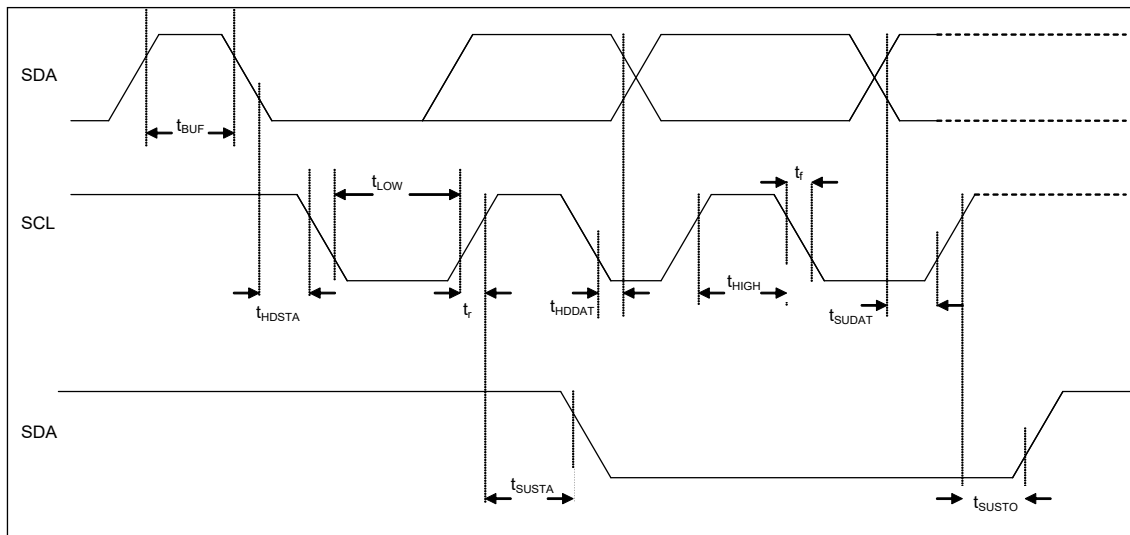 SDA
tBUF
tLOW
tf
SCL
tHDSTA
tr
tHDDAT
tHIGH
tSUDAT
SDA
tSUSTA
tSUSTO